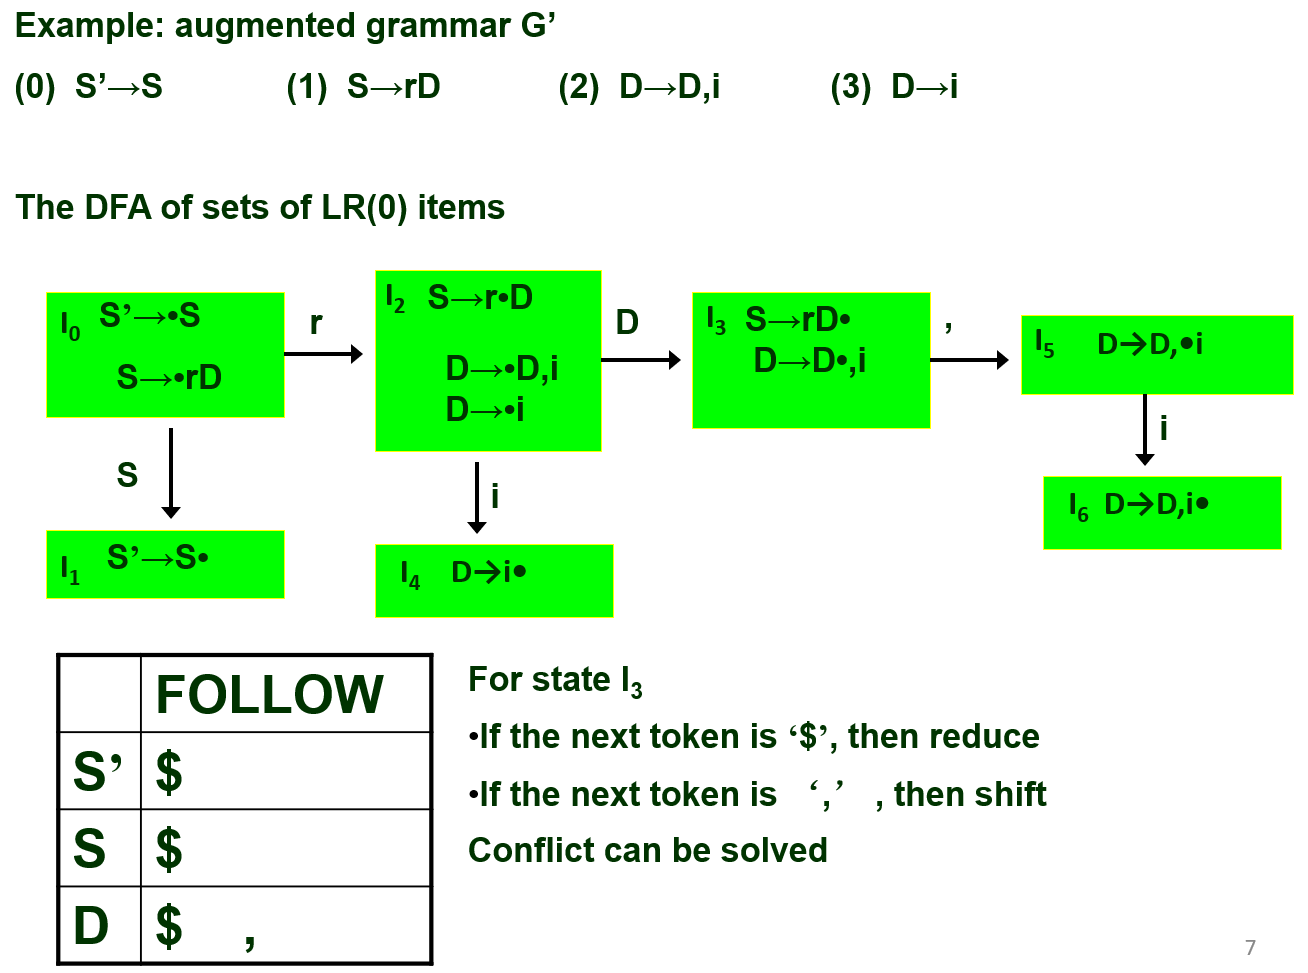 Example: augmented grammar G’
(0) S’→S (1) S→rD (2) D→D,i (3) D→i
The DFA of sets of LR(0) items
I0 S’→•S
S→•rD
r
I2 S→r•D
D→•D,i
D→•i
D
I3 S→rD•
D→D•,i
,
I5 D→D,•i
S
i
i
I6 D→D,i•
I1 S’→S•
I4 D→i•
FOLLOW
S’ $
S $
D $ ,
For state I3
•If the next token is ‘$’, then reduce
•If the next token is ‘,’ , then shift
Conflict can be solved
7